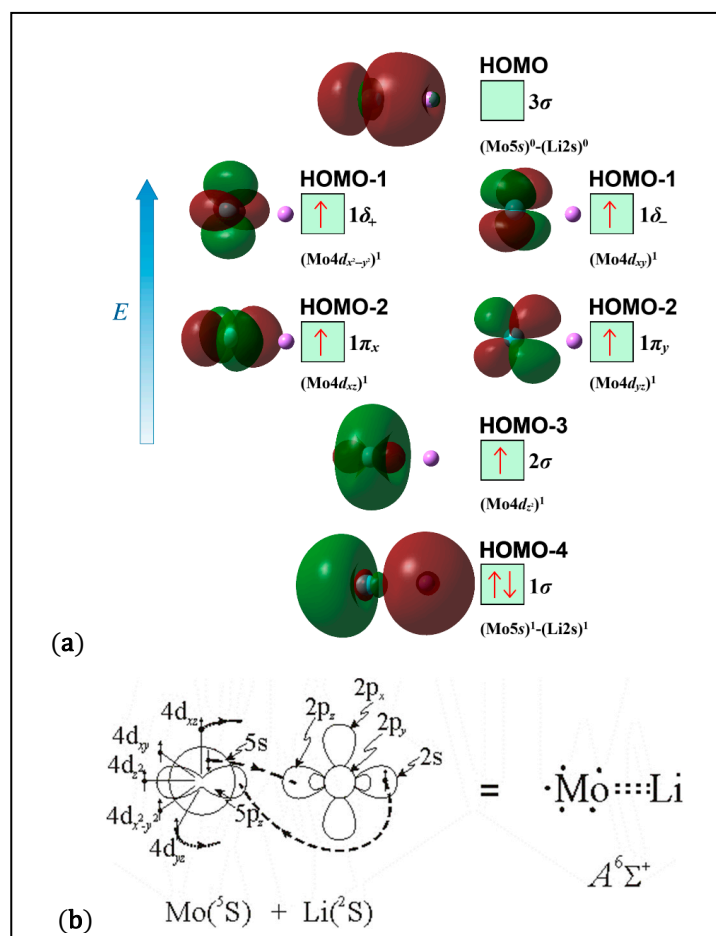 HOMO
3σ
(Mo5s)⁰-(Li2s)⁰
HOMO-1
1δ₊
(Mo4dₓ²₋ᵧ²)¹
HOMO-1
1δ₋
(Mo4dxy)¹
E
HOMO-2
1πₓ
(Mo4dxz)¹
HOMO-2
1πy
(Mo4dyz)¹
HOMO-3
2σ
(Mo4dz²)¹
HOMO-4
1σ
(Mo5s)¹-(Li2s)¹
(a)
4dxz
5s
2pz
2pₓ
2py
2s
4dxy
4dz²
4dx²-y²
4dyz
5pz
=
·Mo Li
A⁶Σ⁺
Mo(⁵S) + Li(²S)
(b)